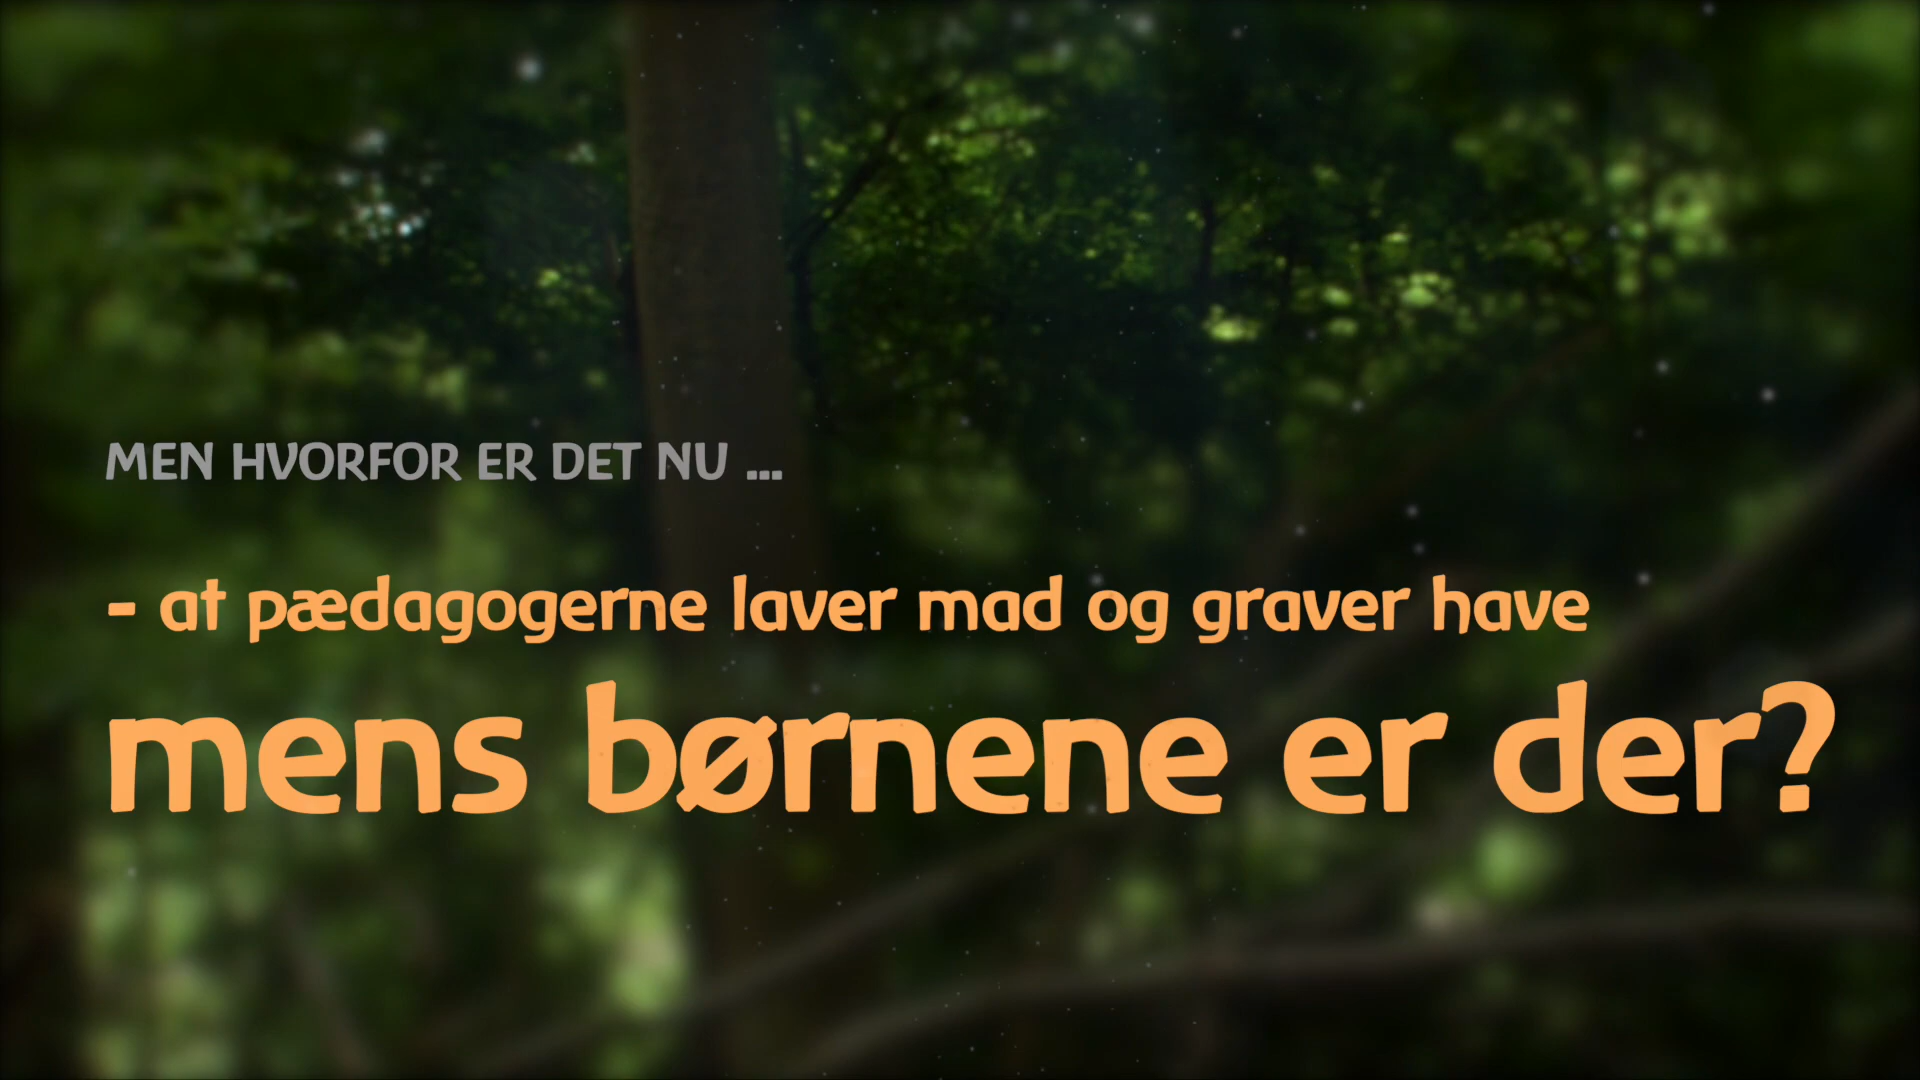 MEN HVORFOR ER DET NU ...
- at pædagogerne laver mad og graver have
mens børnene er der?